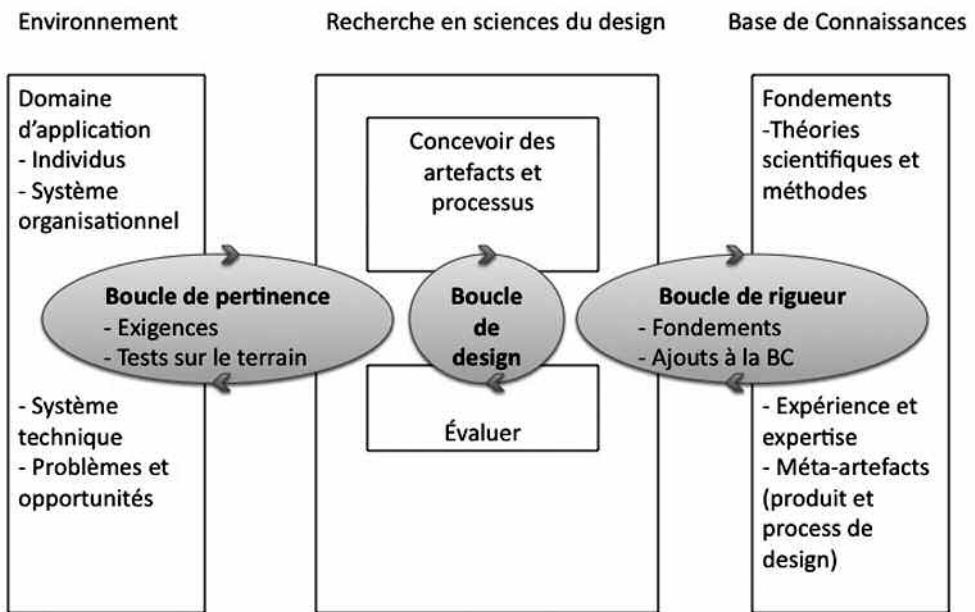 Environnement
Recherche en sciences du design
Base de Connaissances
Domaine
d'application
- Individus
- Système
organisationnel
Concevoir des
artefacts et
processus
Fondements
-Théories
scientifiques et
méthodes
Boucle de pertinence
- Exigences
- Tests sur le terrain
Boucle
de
design
Boucle de rigueur
- Fondements
- Ajouts à la BC
- Système
technique
- Problèmes et
opportunités
Évaluer
- Expérience et
expertise
- Méta-artefacts
(produit et
process de
design)